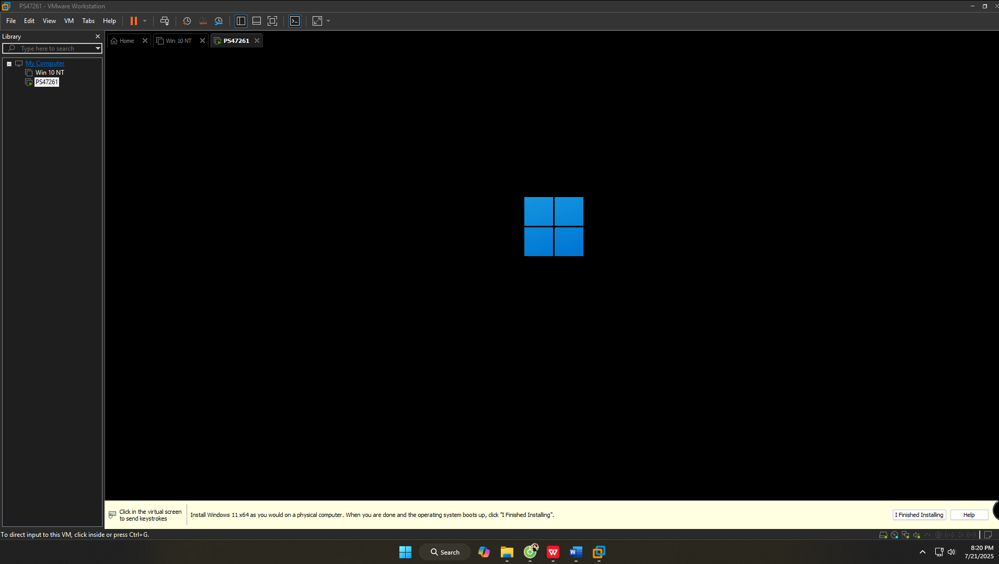 PS47261 - VMware Workstation
File Edit View VM Tabs Help
Library
Type here to search
My Computer
Win 10 NT
PS47261
Home
Win 10 NT
PS47261
Click in the virtual screen
to send keystrokes
Install Windows 11 x64 as you would on a physical computer. When you are done and the operating system boots up, click "I Finished Installing".
I Finished Installing
Help
To direct input to this VM, click inside or press Ctrl+G.
Search
8:20 PM
7/21/2025